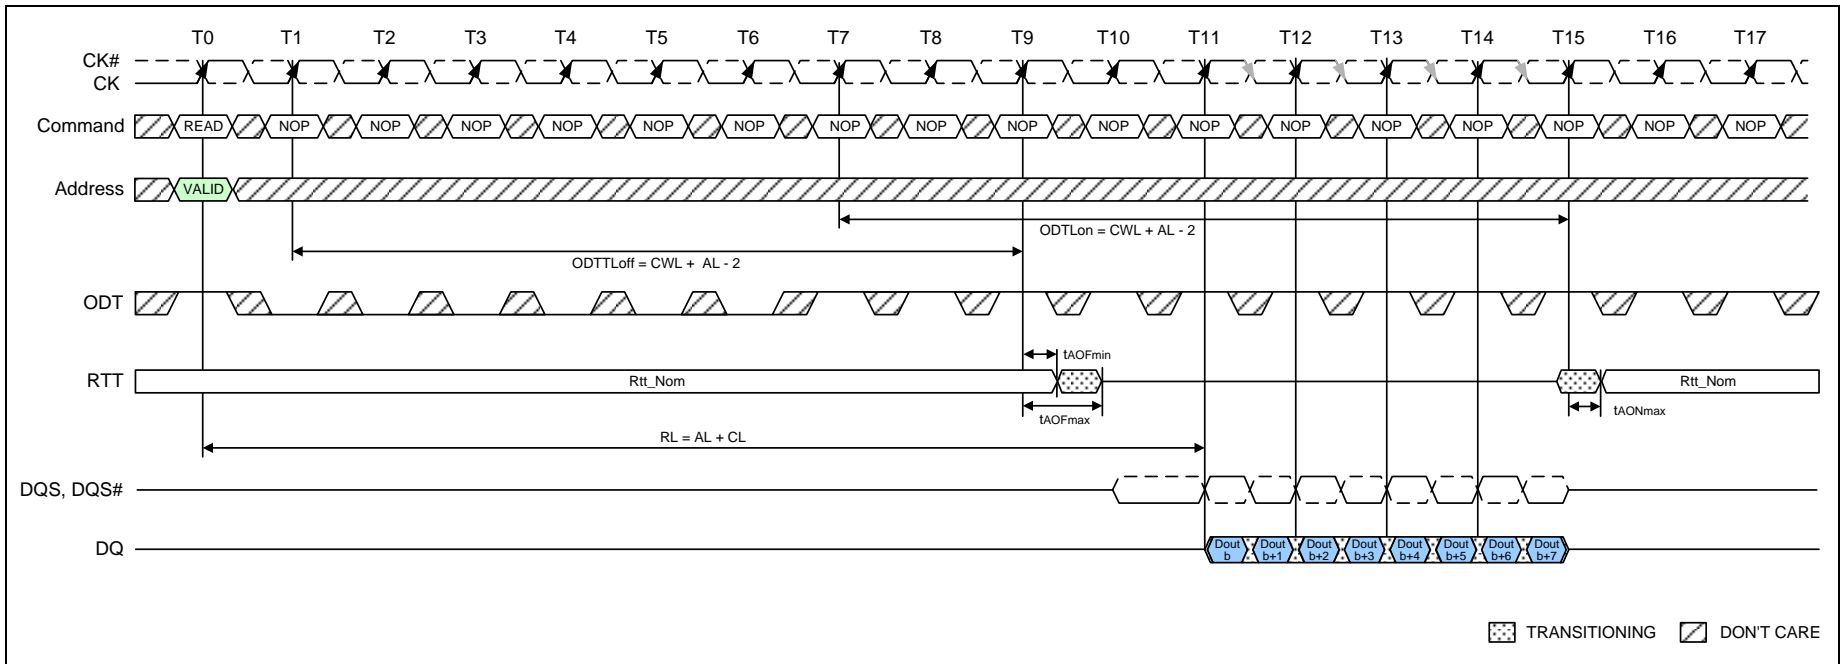 T0 T1 T2 T3 T4 T5 T6 T7 T8 T9 T10 T11 T12 T13 T14 T15 T16 T17
CK#
CK
Command READ NOP NOP NOP NOP NOP NOP NOP NOP NOP NOP NOP NOP NOP NOP NOP NOP NOP
Address VALID
ODTLon = CWL + AL - 2
ODTTLoff = CWL + AL - 2
ODT
tAOFmin
RTT Rtt_Nom Rtt_Nom
tAOFmax tAONmax
RL = AL + CL
DQS, DQS#
DQ Dout b Dout b+1 Dout b+2 Dout b+3 Dout b+4 Dout b+5 Dout b+6 Dout b+7
TRANSITIONING DON'T CARE